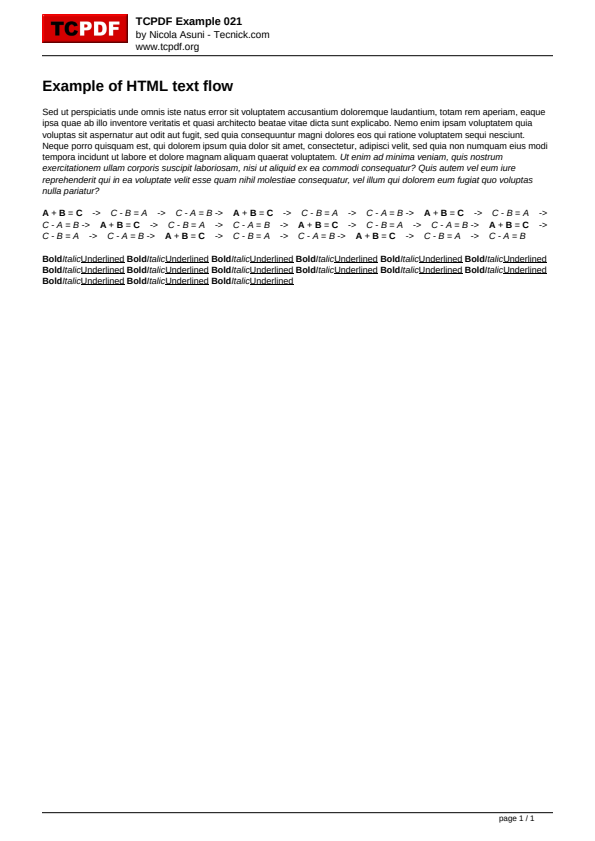 TCPDF
TCPDF Example 021
by Nicola Asuni - Tecnick.com
www.tcpdf.org
Example of HTML text flow
Sed ut perspiciatis unde omnis iste natus error sit voluptatem accusantium doloremque laudantium, totam rem aperiam, eaque
ipsa quae ab illo inventore veritatis et quasi architecto beatae vitae dicta sunt explicabo. Nemo enim ipsam voluptatem quia
voluptas sit aspernatur aut odit aut fugit, sed quia consequuntur magni dolores eos qui ratione voluptatem sequi nesciunt.
Neque porro quisquam est, qui dolorem ipsum quia dolor sit amet, consectetur, adipisci velit, sed quia non numquam eius modi
tempora incidunt ut labore et dolore magnam aliquam quaerat voluptatem. Ut enim ad minima veniam, quis nostrum
exercitationem ullam corporis suscipit laboriosam, nisi ut aliquid ex ea commodi consequatur? Quis autem vel eum iure
reprehenderit qui in ea voluptate velit esse quam nihil molestiae consequatur, vel illum qui dolorem eum fugiat quo voluptas
nulla pariatur?
A + B = C -> C - B = A -> C - A = B -> A + B = C -> C - B = A -> C - A = B -> A + B = C -> C - B = A ->
C - A = B -> A + B = C -> C - B = A -> C - A = B -> A + B = C -> C - B = A -> C - A = B -> A + B = C ->
C - B = A -> C - A = B -> A + B = C -> C - B = A -> C - A = B -> A + B = C -> C - B = A -> C - A = B
BoldItalicUnderlined BoldItalicUnderlined BoldItalicUnderlined BoldItalicUnderlined BoldItalicUnderlined BoldItalicUnderlined
BoldItalicUnderlined BoldItalicUnderlined BoldItalicUnderlined BoldItalicUnderlined BoldItalicUnderlined BoldItalicUnderlined
BoldItalicUnderlined BoldItalicUnderlined BoldItalicUnderlined
page 1 / 1